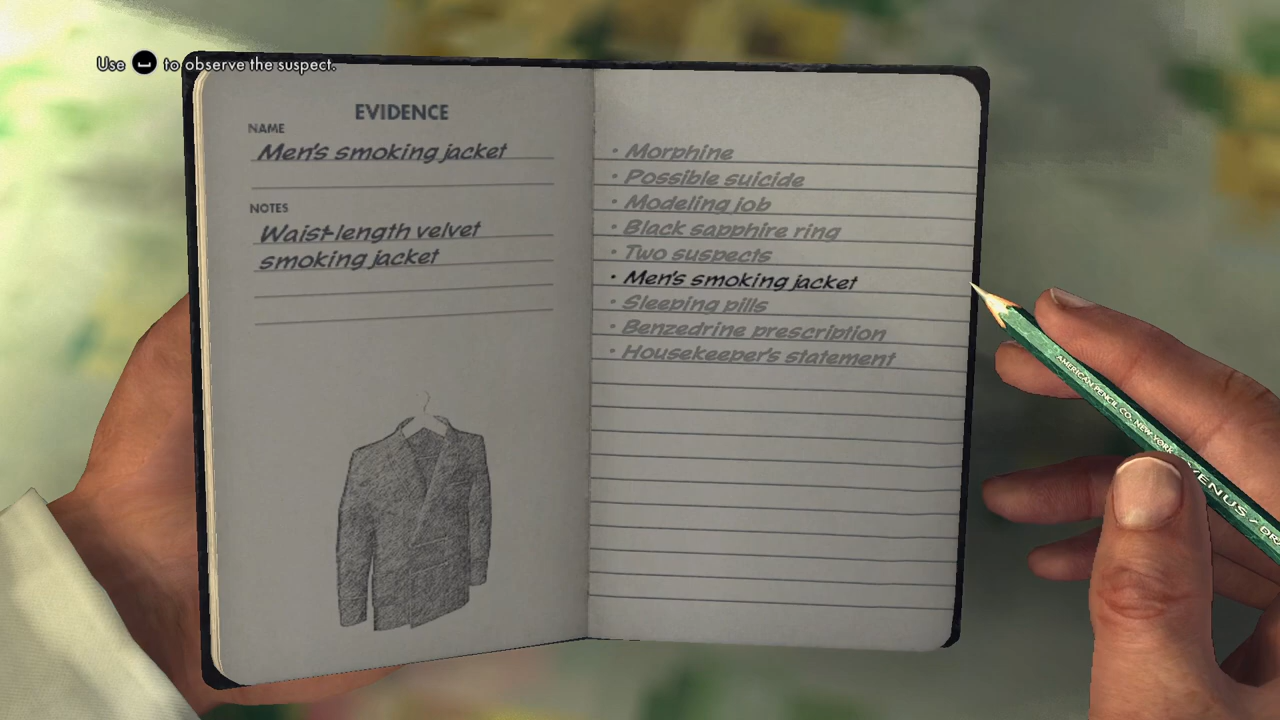 Use to observe the suspect.
EVIDENCE
NAME
Men's smoking jacket
NOTES
Waist-length velvet
smoking jacket
• Morphine
• Possible suicide
• Modeling job
• Black sapphire ring
• Two suspects
• Men's smoking jacket
• Sleeping pills
• Benzedrine prescription
• Housekeeper's statement
AMERICAN PENCIL CO. NEW YORK
VENUS / DRA